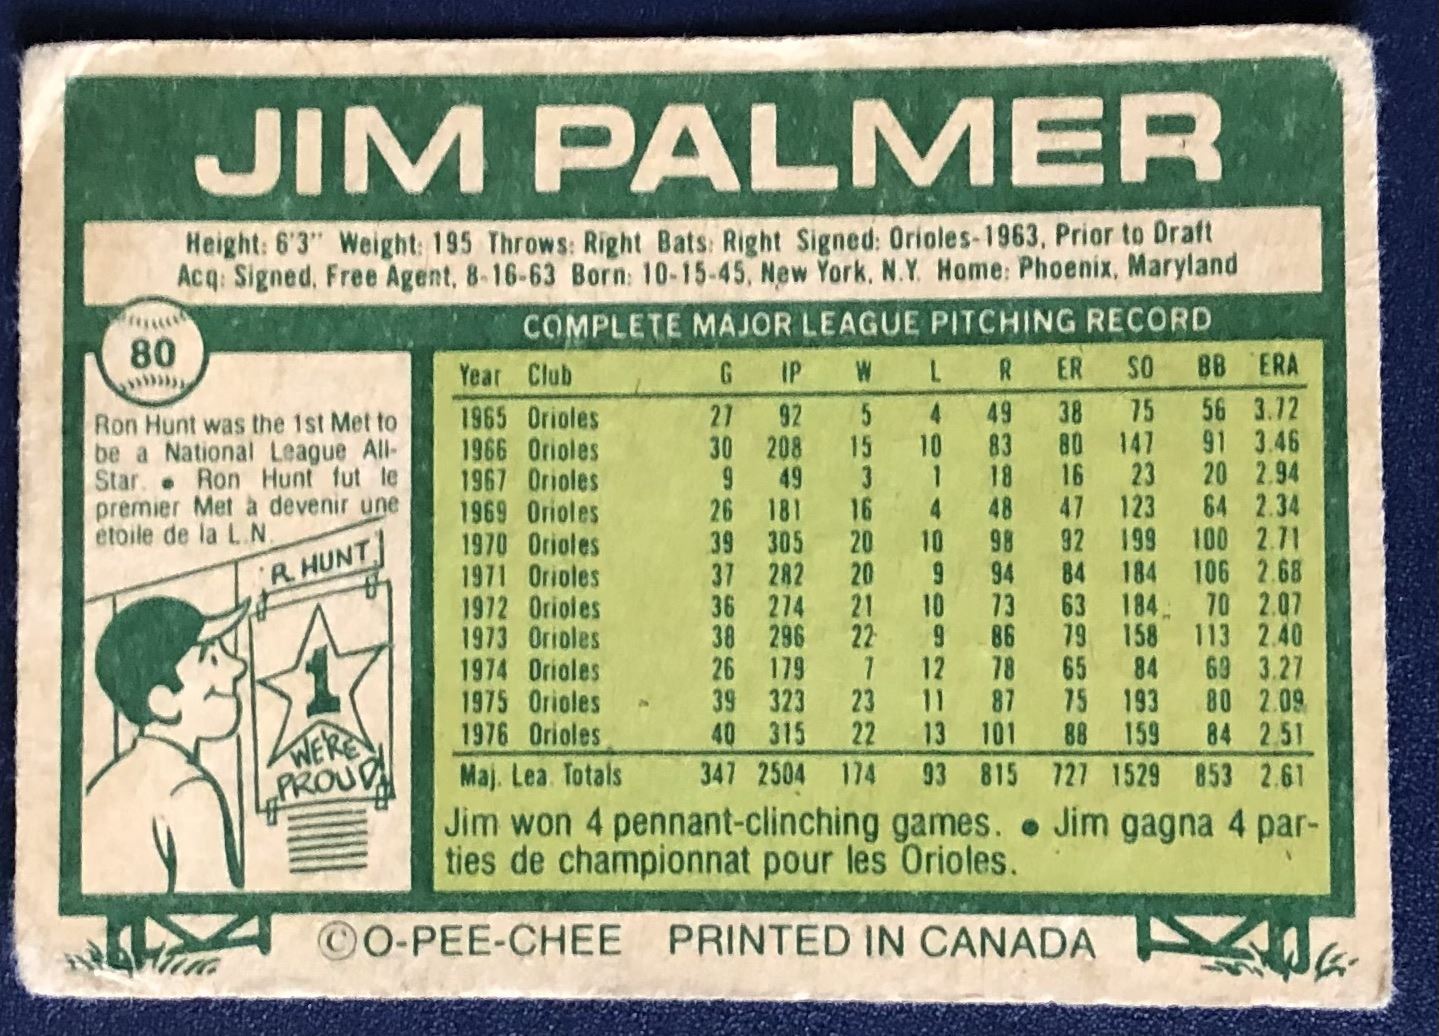 JIM PALMER
Height: 6'3" Weight: 195 Throws: Right Bats: Right Signed: Orioles-1963, Prior to Draft
Acq: Signed, Free Agent, 8-16-63 Born: 10-15-45, New York, N.Y. Home: Phoenix, Maryland
80
Ron Hunt was the 1st Met to
be a National League All-
Star. ● Ron Hunt fut le
premier Met à devenir une
étoile de la L.N.
R. HUNT
1
WE'RE
PROUD!
COMPLETE MAJOR LEAGUE PITCHING RECORD
Year Club G IP W L R ER SO BB ERA
1965 Orioles 27 92 5 4 49 38 75 56 3.72
1966 Orioles 30 208 15 10 83 80 147 91 3.46
1967 Orioles 9 49 3 1 18 16 23 20 2.94
1969 Orioles 26 181 16 4 48 47 123 64 2.34
1970 Orioles 39 305 20 10 98 92 199 100 2.71
1971 Orioles 37 282 20 9 94 84 184 106 2.68
1972 Orioles 36 274 21 10 73 63 184 70 2.07
1973 Orioles 38 296 22 9 86 79 158 113 2.40
1974 Orioles 26 179 7 12 78 65 84 69 3.27
1975 Orioles 39 323 23 11 87 75 193 80 2.09
1976 Orioles 40 315 22 13 101 88 159 84 2.51
Maj. Lea. Totals 347 2504 174 93 815 727 1529 853 2.61
Jim won 4 pennant-clinching games. ● Jim gagna 4 par-
ties de championnat pour les Orioles.
©O-PEE-CHEE PRINTED IN CANADA